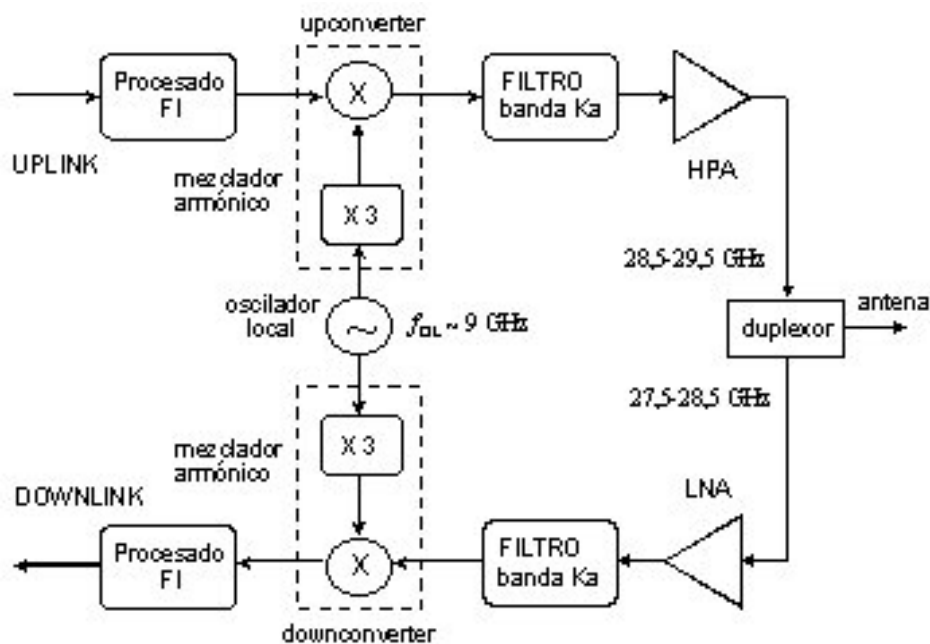 upconverter
Procesado
FI
X
FILTRO
banda Ka
UPLINK
mezclador
armónico
X 3
HPA
28,5-29,5 GHz
oscilador
local
~
fOL ~ 9 GHz
antena
duplexor
27,5-28,5 GHz
mezclador
armónico
X 3
LNA
DOWNLINK
Procesado
FI
X
FILTRO
banda Ka
downconverter